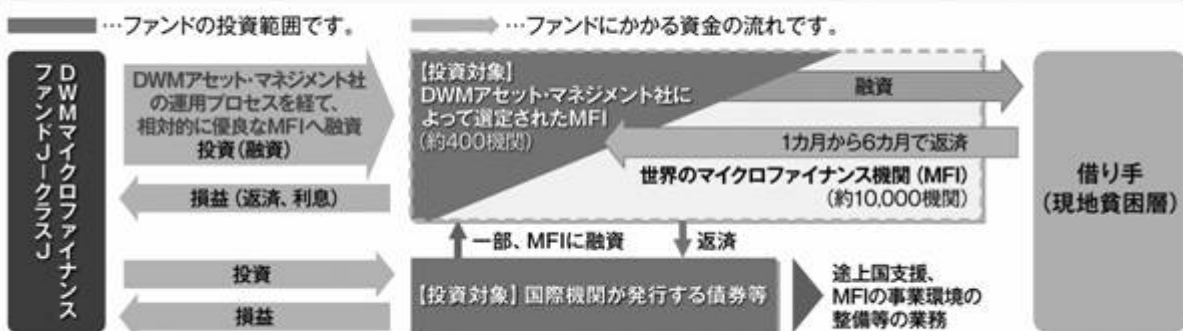 …ファンドの投資範囲です。
…ファンドにかかる資金の流れです。
DWMマイクロファイナンス
ファンドJ－クラスJ
DWMアセット・マネジメント社
の運用プロセスを経て、
相対的に優良なMFIへ融資
投資（融資）
損益（返済、利息）
投資
損益
【投資対象】
DWMアセット・マネジメント社に
よって選定されたMFI
（約400機関）
融資
1カ月から6カ月で返済
世界のマイクロファイナンス機関（MFI）
（約10,000機関）
一部、MFIに融資
返済
【投資対象】国際機関が発行する債券等
途上国支援、
MFIの事業環境の
整備等の業務
借り手
（現地貧困層）